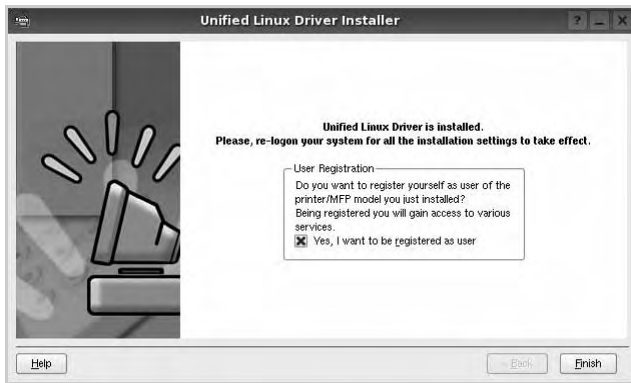 Unified Linux Driver Installer
Unified Linux Driver is installed.
Please, re-logon your system for all the installation settings to take effect.
User Registration
Do you want to register yourself as user of the
printer/MFP model you just installed?
Being registered you will gain access to various
services.
Yes, I want to be registered as user
Help
Back
Finish